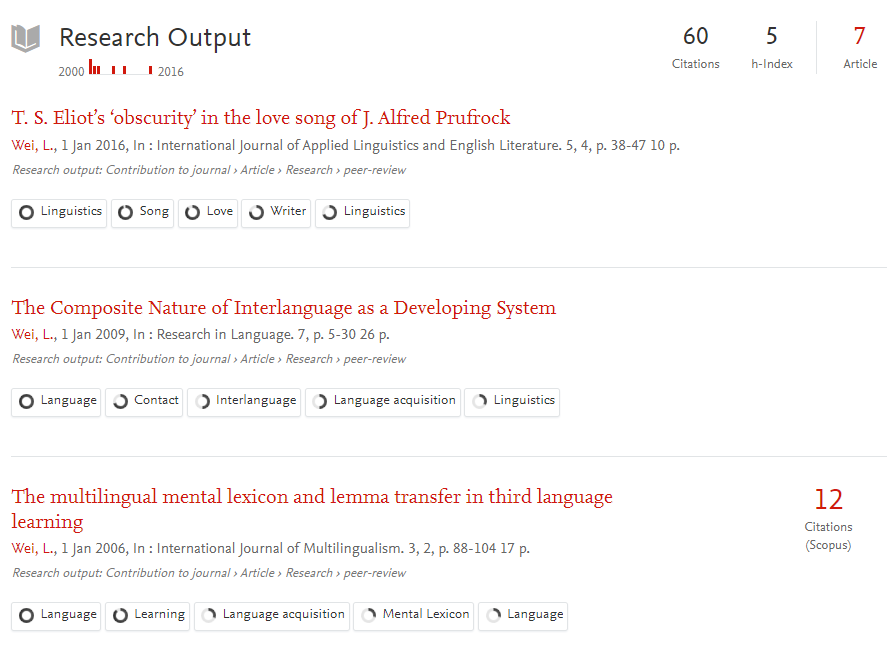 Research Output
60
5
7
Citations
h-Index
Article
2000
2016
T. S. Eliot’s ‘obscurity’ in the love song of J. Alfred Prufrock
Wei, L., 1 Jan 2016, In : International Journal of Applied Linguistics and English Literature. 5, 4, p. 38-47 10 p.
Research output: Contribution to journal › Article › Research › peer-review
Linguistics Song Love Writer Linguistics
The Composite Nature of Interlanguage as a Developing System
Wei, L., 1 Jan 2009, In : Research in Language. 7, p. 5-30 26 p.
Research output: Contribution to journal › Article › Research › peer-review
Language Contact Interlanguage Language acquisition Linguistics
The multilingual mental lexicon and lemma transfer in third language
learning
12
Citations
(Scopus)
Wei, L., 1 Jan 2006, In : International Journal of Multilingualism. 3, 2, p. 88-104 17 p.
Research output: Contribution to journal › Article › Research › peer-review
Language Learning Language acquisition Mental Lexicon Language